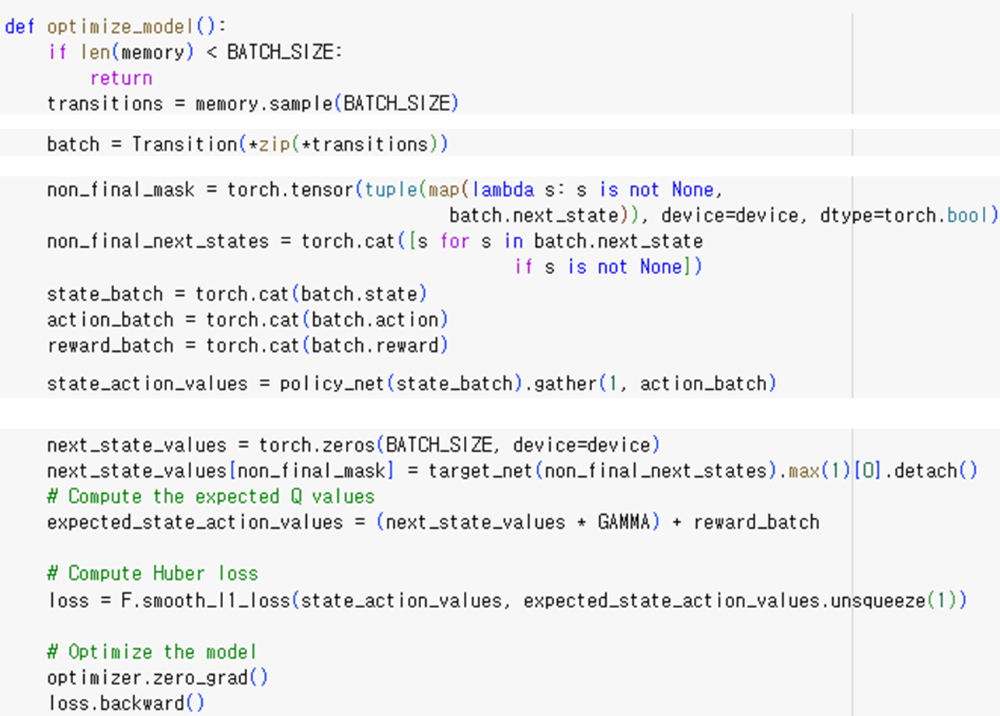 def optimize_model():
    if len(memory) < BATCH_SIZE:
        return
    transitions = memory.sample(BATCH_SIZE)
    batch = Transition(*zip(*transitions))
    non_final_mask = torch.tensor(tuple(map(lambda s: s is not None,
                                          batch.next_state)), device=device, dtype=torch.bool)
    non_final_next_states = torch.cat([s for s in batch.next_state
                                                if s is not None])
    state_batch = torch.cat(batch.state)
    action_batch = torch.cat(batch.action)
    reward_batch = torch.cat(batch.reward)
    state_action_values = policy_net(state_batch).gather(1, action_batch)
    next_state_values = torch.zeros(BATCH_SIZE, device=device)
    next_state_values[non_final_mask] = target_net(non_final_next_states).max(1)[0].detach()
    # Compute the expected Q values
    expected_state_action_values = (next_state_values * GAMMA) + reward_batch
    # Compute Huber loss
    loss = F.smooth_l1_loss(state_action_values, expected_state_action_values.unsqueeze(1))
    # Optimize the model
    optimizer.zero_grad()
    loss.backward()